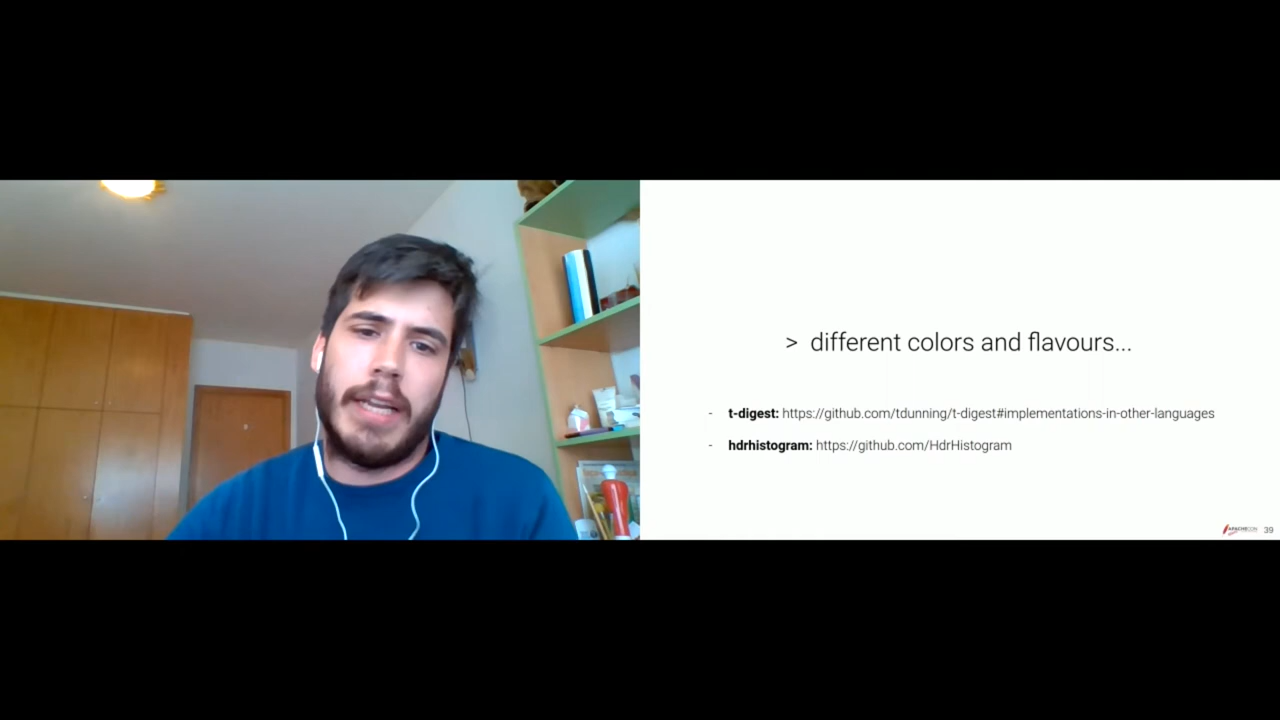 > different colors and flavours...
- t-digest: https://github.com/tdunning/t-digest#implementations-in-other-languages
- hdrhistogram: https://github.com/HdrHistogram
APACHECON
39